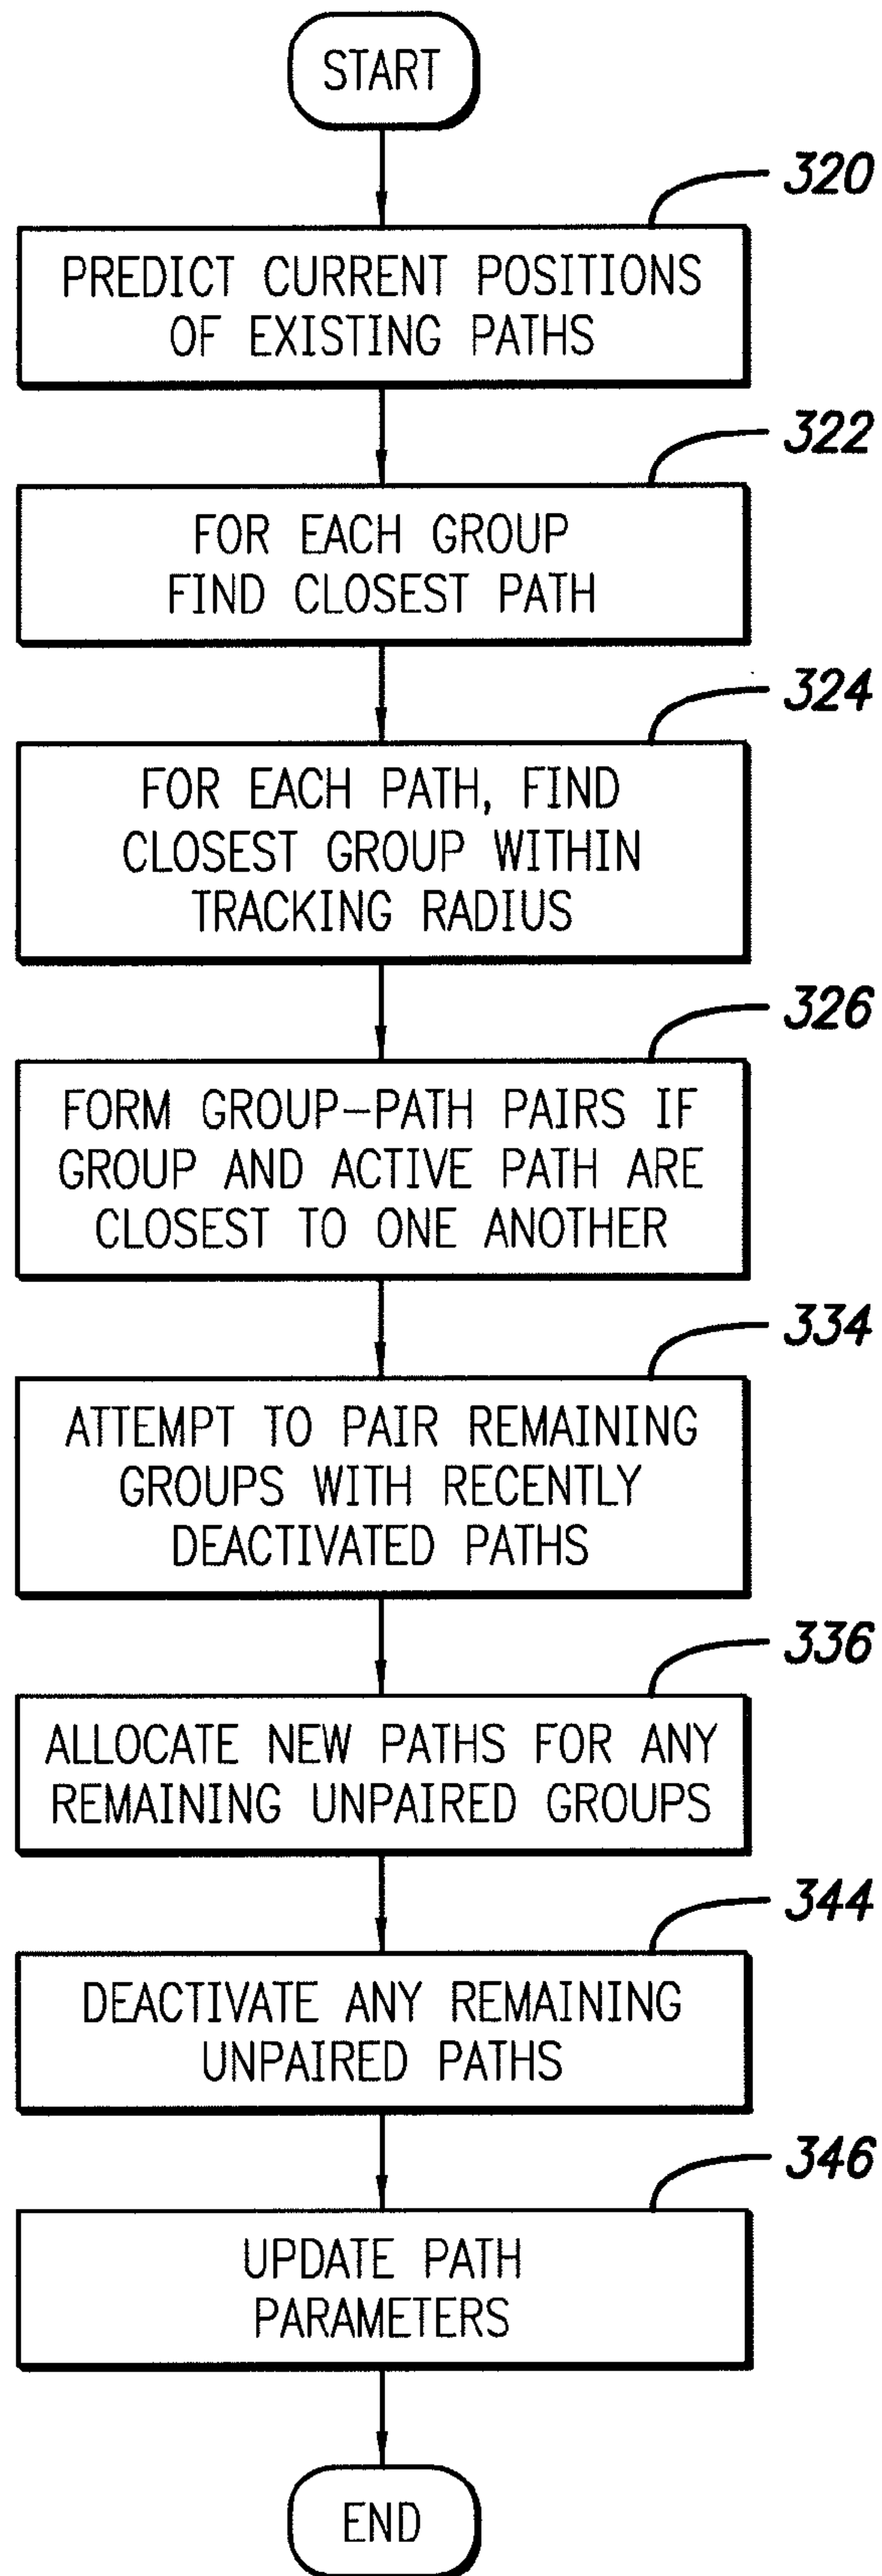 START
320
PREDICT CURRENT POSITIONS
OF EXISTING PATHS
322
FOR EACH GROUP
FIND CLOSEST PATH
324
FOR EACH PATH, FIND
CLOSEST GROUP WITHIN
TRACKING RADIUS
326
FORM GROUP-PATH PAIRS IF
GROUP AND ACTIVE PATH ARE
CLOSEST TO ONE ANOTHER
334
ATTEMPT TO PAIR REMAINING
GROUPS WITH RECENTLY
DEACTIVATED PATHS
336
ALLOCATE NEW PATHS FOR ANY
REMAINING UNPAIRED GROUPS
344
DEACTIVATE ANY REMAINING
UNPAIRED PATHS
346
UPDATE PATH
PARAMETERS
END